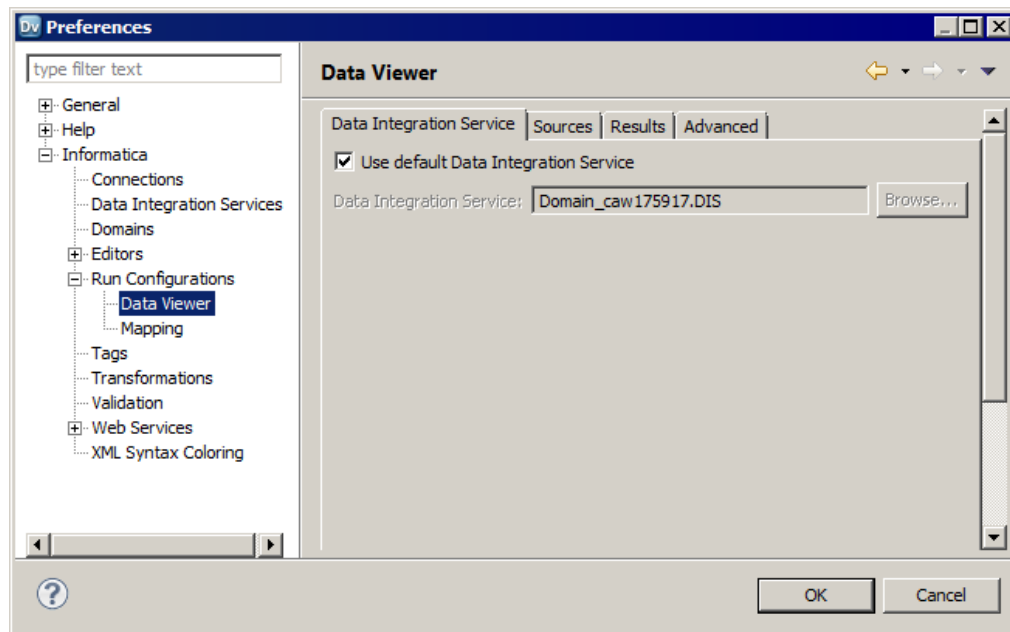 Dv Preferences
type filter text
General
Help
Informatica
Connections
Data Integration Services
Domains
Editors
Run Configurations
Data Viewer
Mapping
Tags
Transformations
Validation
Web Services
XML Syntax Coloring
Data Viewer
Data Integration Service Sources Results Advanced
Use default Data Integration Service
Data Integration Service: Domain_caw175917.DIS Browse...
? OK Cancel